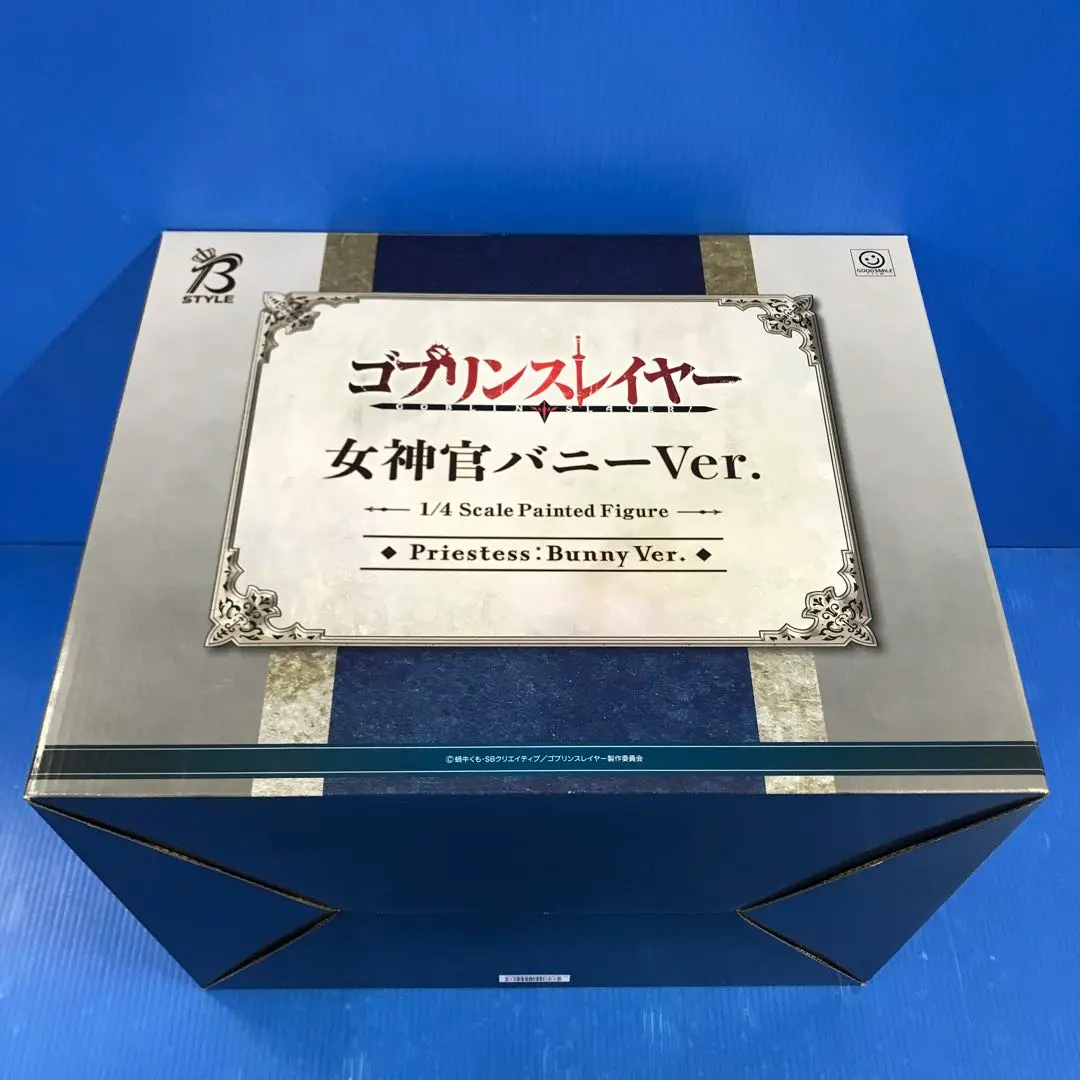 B
STYLE
GOODSMILE
FILM
ゴブリンスレイヤー
GOBLIN SLAYER!
女神官バニーVer.
1/4 Scale Painted Figure
Priestess:Bunny Ver.
©蝸牛くも・SBクリエイティブ/ゴブリンスレイヤー製作委員会